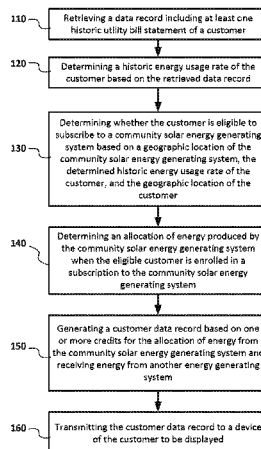 110
Retrieving a data record including at least one
historic utility bill statement of a customer
120
Determining a historic energy usage rate of the
customer based on the retrieved data record
130
Determining whether the customer is eligible to
subscribe to a community solar energy generating
system based on a geographic location of the
community solar energy generating system, the
determined historic energy usage rate of the
customer, and the geographic location of the
customer
140
Determining an allocation of energy produced by
the community solar energy generating system
when the eligible customer is enrolled in a
subscription to the community solar energy
generating system
150
Generating a customer data record based on one
or more credits for the allocation of energy from
the community solar energy generating system and
receiving energy from another energy generating
system
160
Transmitting the customer data record to a device
of the customer to be displayed